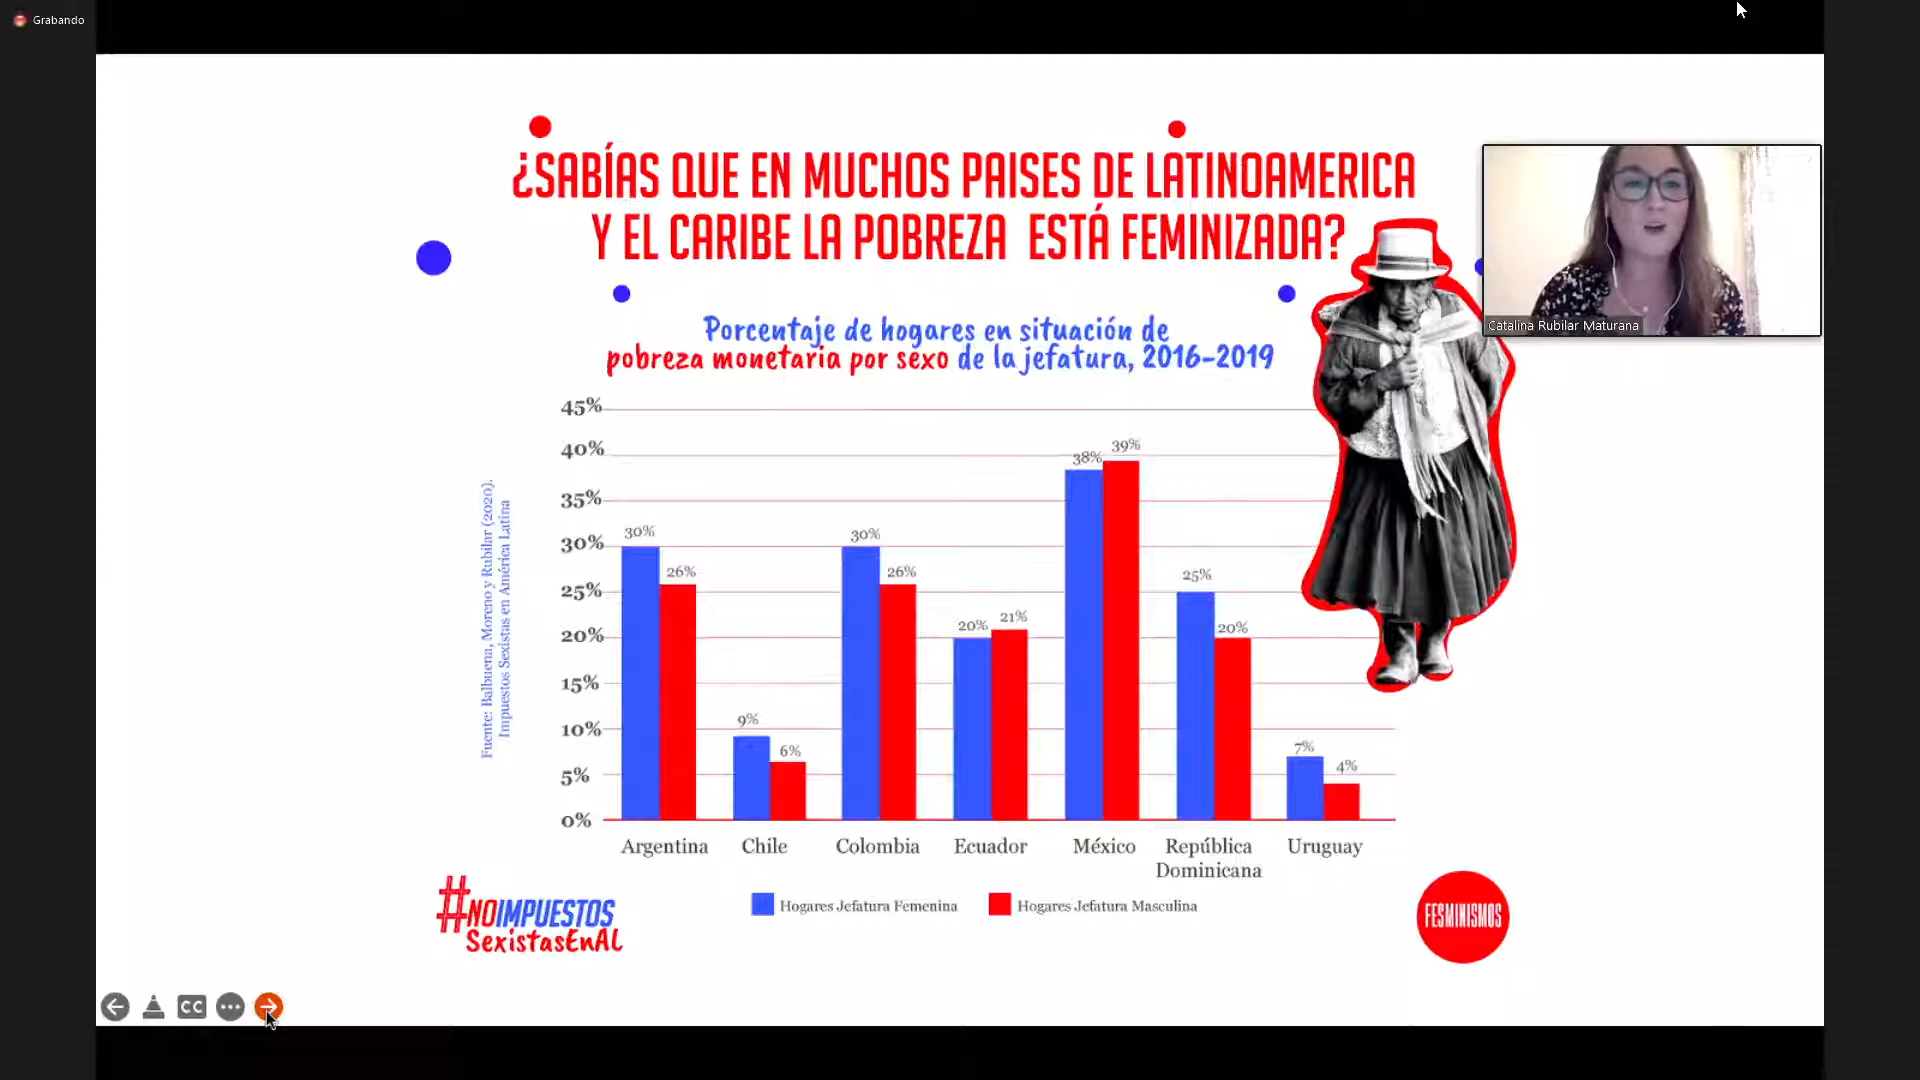 Grabando
¿SABÍAS QUE EN MUCHOS PAISES DE LATINOAMERICA
Y EL CARIBE LA POBREZA ESTÁ FEMINIZADA?
Catalina Rubilar Maturana
Porcentaje de hogares en situación de
pobreza monetaria por sexo de la jefatura, 2016-2019
45%
40%
35%
30%
25%
20%
15%
10%
5%
0%
30%
26%
9%
6%
30%
26%
20%
21%
38%
39%
25%
20%
7%
4%
Argentina
Chile
Colombia
Ecuador
México
República
Dominicana
Uruguay
Hogares Jefatura Femenina
Hogares Jefatura Masculina
Fuente: Balbuena, Moreno y Rubilar (2020).
Impuestos Sexistas en América Latina
#NOIMPUESTOS
SexistasEnAL
FESMINISMOS
CC